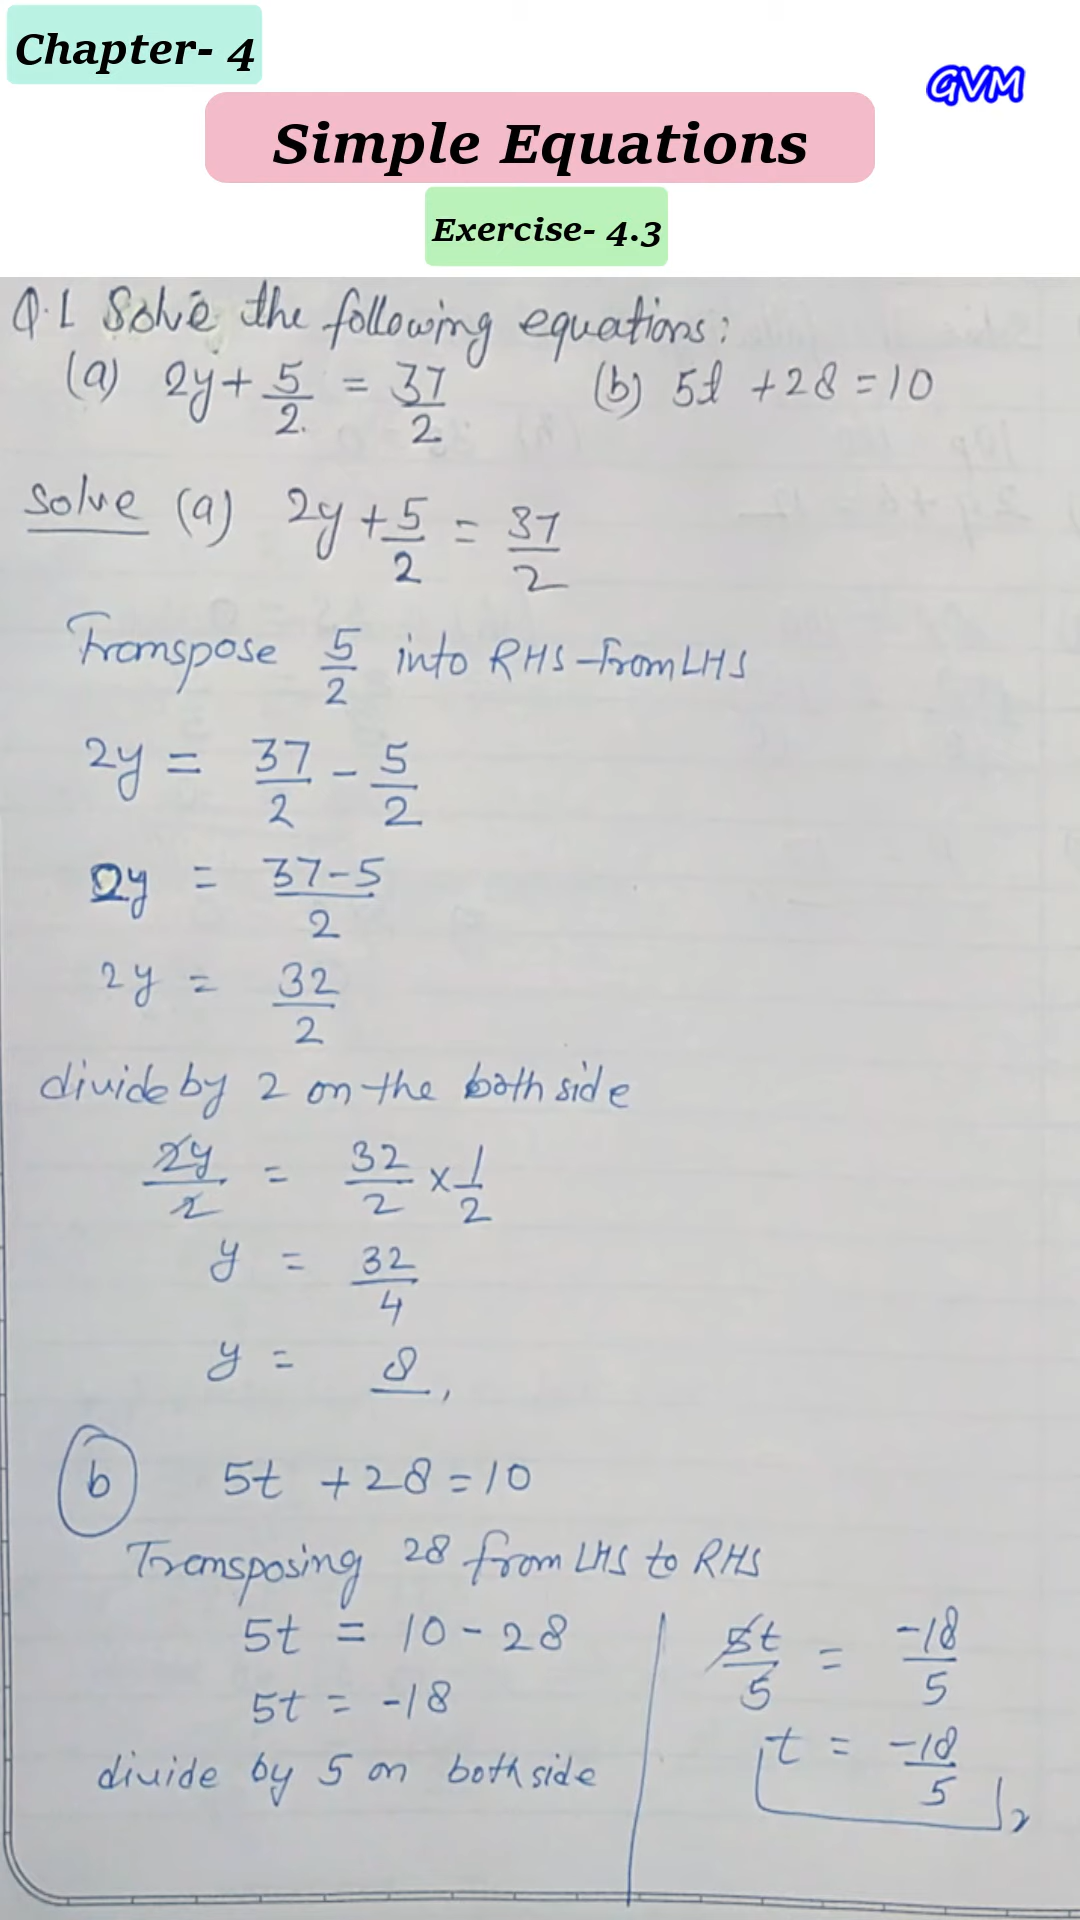 Chapter- 4
GVM
Simple Equations
Exercise- 4.3
Q.1 Solve the following equations:
(a) 2y + 5/2 = 37/2 (b) 5t + 28 = 10
Solve (a) 2y + 5/2 = 37/2
Transpose 5/2 into RHS from LHS
2y = 37/2 - 5/2
2y = 37-5/2
2y = 32/2
divide by 2 on the both side
2y/2 = 32/2 × 1/2
y = 32/4
y = 8,
b 5t + 28 = 10
Transposing 28 from LHS to RHS
5t = 10 - 28
5t = -18
divide by 5 on both side
5t/5 = -18/5
t = -18/5